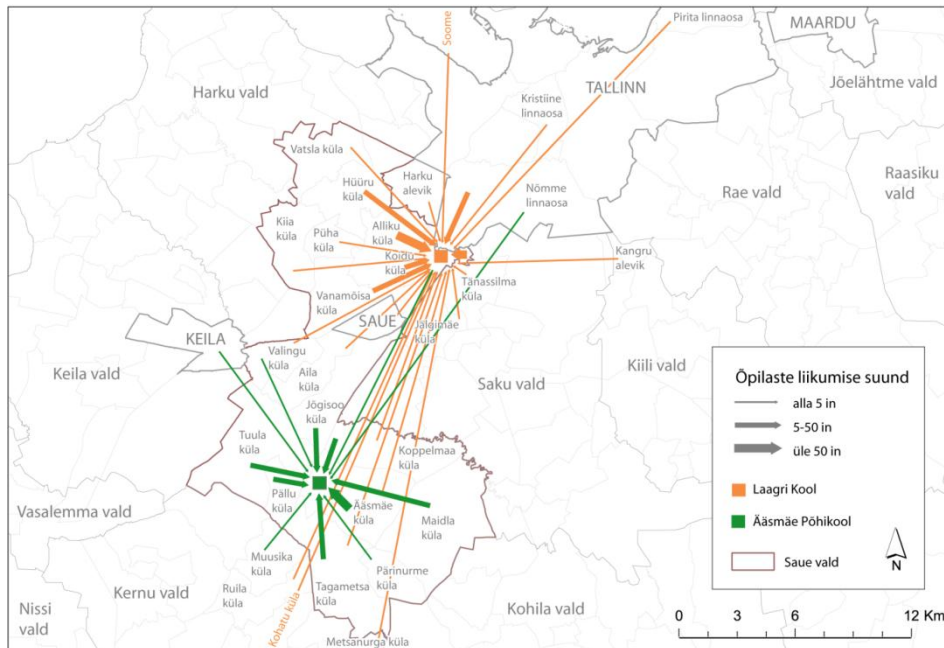 Pirita linnaosa
MAARDU
Soome
TALLINN
Jõelähtme vald
Harku vald
Kristiine
linnaosa
Vatsla küla
Raasiku
vald
Harku
alevik
Hüüru
küla
Rae vald
Nõmme
linnaosa
Kiia
küla
Püha
küla
Alliku
küla
Koidu
küla
Kangru
alevik
Tänassilma
küla
Vanamõisa
küla
SAUE
Jälgimäe
küla
KEILA
Valingu
küla
Aila
küla
Keila vald
Saku vald
Kiili vald
Jõgisoo
küla
Tuula
küla
Koppelmaa
küla
Pällu
küla
Ääsmäe
küla
Maidla
küla
Vasalemma vald
Muusika
küla
Ruila
küla
Tagametsa
küla
Pärinurme
küla
Kernu vald
Nissi
vald
Kohatu küla
Metsanurga küla
Kohila vald
Õpilaste liikumise suund
alla 5 in
5-50 in
üle 50 in
Laagri Kool
Ääsmäe Põhikool
Saue vald
N
0 3 6 12 Km